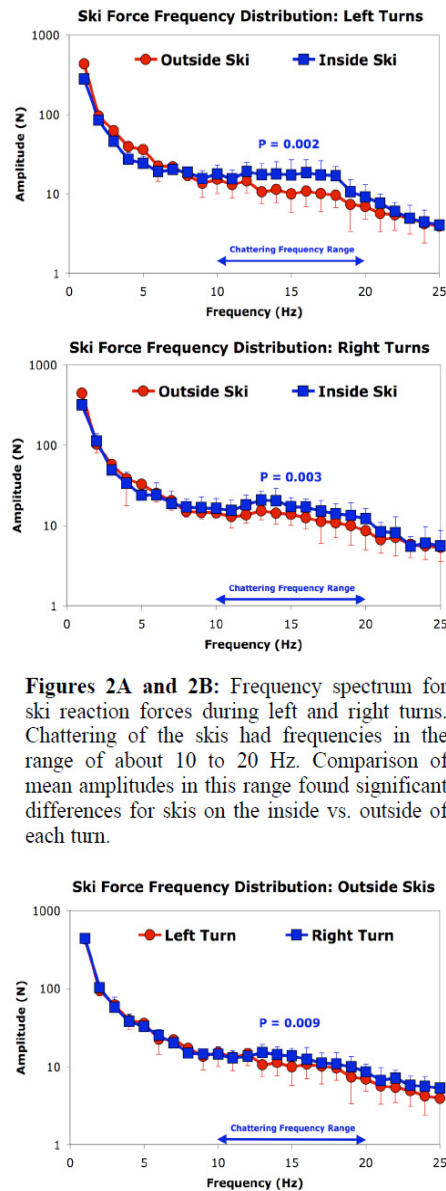 Ski Force Frequency Distribution: Left Turns
1000
Outside Ski
Inside Ski
Amplitude (N)
100
P = 0.002
10
Chattering Frequency Range
1
0 5 10 15 20 25
Frequency (Hz)
Ski Force Frequency Distribution: Right Turns
1000
Outside Ski
Inside Ski
Amplitude (N)
100
P = 0.003
10
Chattering Frequency Range
1
0 5 10 15 20 25
Frequency (Hz)
Figures 2A and 2B: Frequency spectrum for
ski reaction forces during left and right turns.
Chattering of the skis had frequencies in the
range of about 10 to 20 Hz. Comparison of
mean amplitudes in this range found significant
differences for skis on the inside vs. outside of
each turn.
Ski Force Frequency Distribution: Outside Skis
1000
Left Turn
Right Turn
Amplitude (N)
100
P = 0.009
10
Chattering Frequency Range
1
0 5 10 15 20 25
Frequency (Hz)